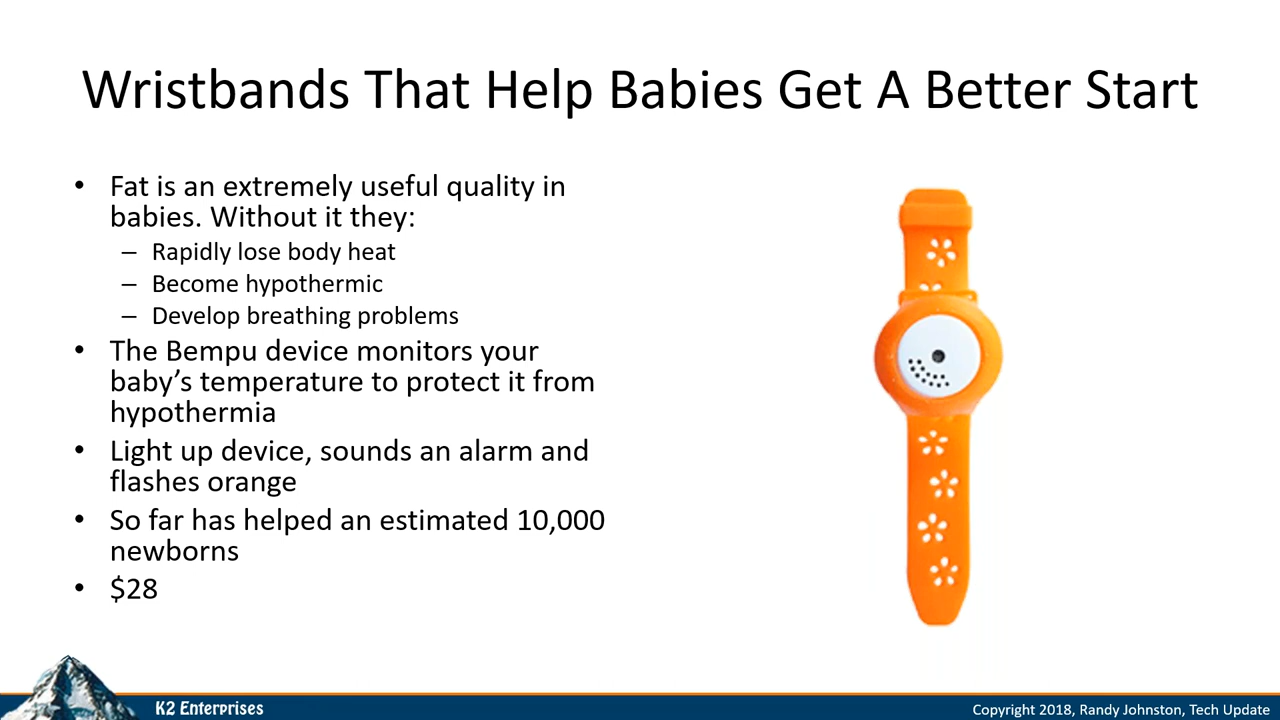 Wristbands That Help Babies Get A Better Start
• Fat is an extremely useful quality in
babies. Without it they:
– Rapidly lose body heat
– Become hypothermic
– Develop breathing problems
• The Bempu device monitors your
baby’s temperature to protect it from
hypothermia
• Light up device, sounds an alarm and
flashes orange
• So far has helped an estimated 10,000
newborns
• $28
K2 Enterprises
Copyright 2018, Randy Johnston, Tech Update